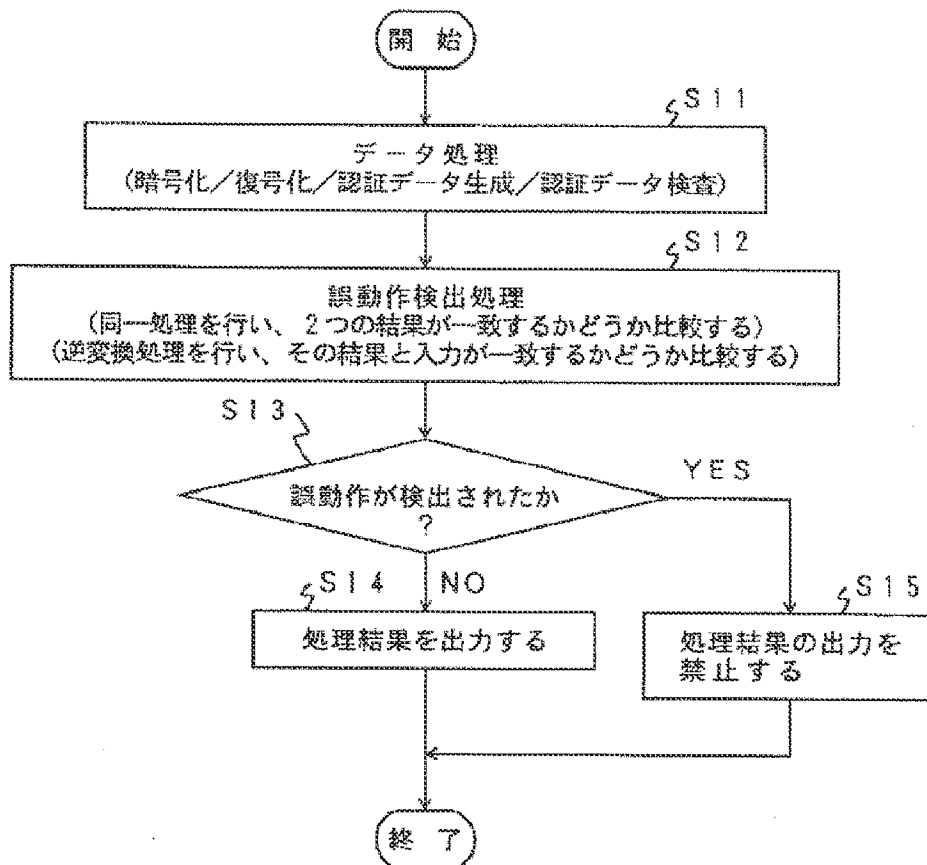 開 始
S11
データ処理
(暗号化/復号化/認証データ生成/認証データ検査)
S12
誤動作検出処理
(同一処理を行い、2つの結果が一致するかどうか比較する)
(逆変換処理を行い、その結果と入力が一致するかどうか比較する)
S13
誤動作が検出されたか
?
YES
NO
S14
処理結果を出力する
S15
処理結果の出力を
禁止する
終 了